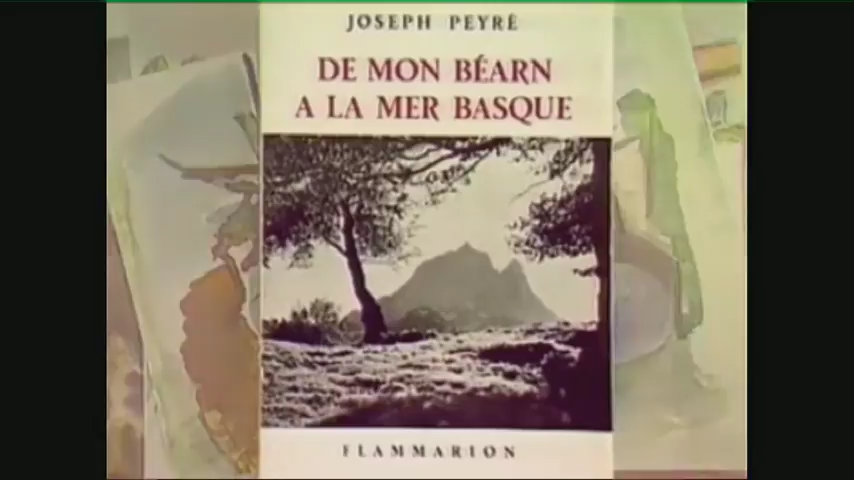 JOSEPH PEYRÉ
DE MON BÉARN
A LA MER BASQUE
FLAMMARION